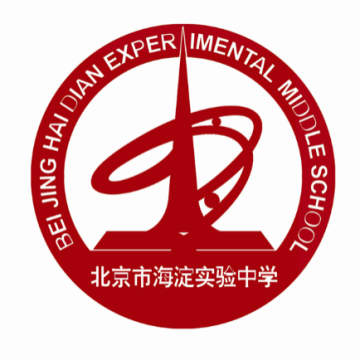 BEI JING HAI DIAN EXPERIMENTAL MIDDLE SCHOOL
北京市海淀实验中学